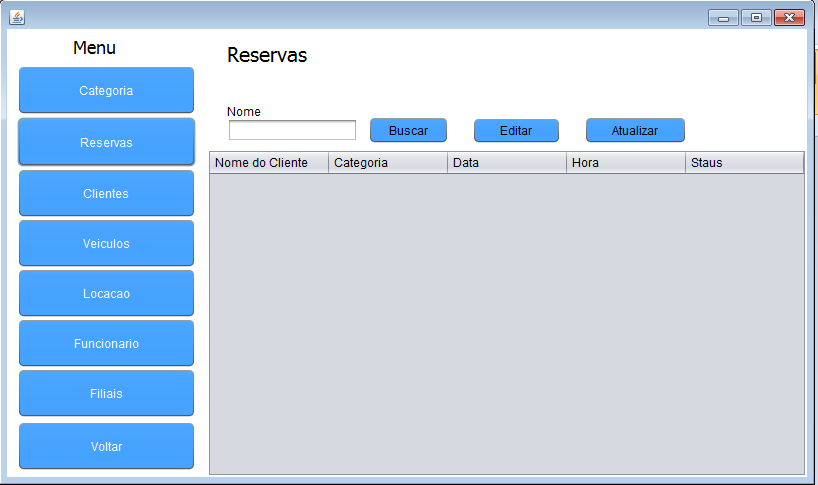 Menu
Categoria
Reservas
Clientes
Veiculos
Locacao
Funcionario
Filiais
Voltar
Reservas
Nome
Buscar Editar Atualizar
Nome do Cliente Categoria Data Hora Staus